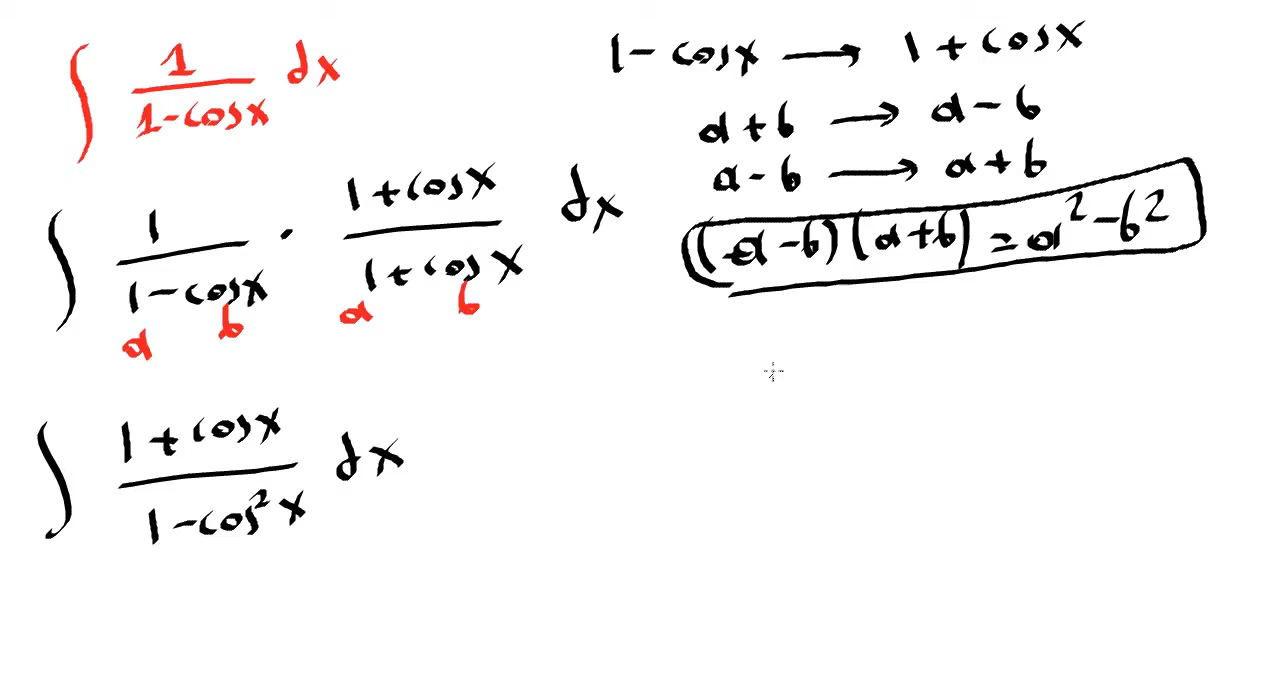 ∫ 1/(1-cosx) dx
1-cosx → 1+cosx
a+b → a-b
a-b → a+b
(a-b)(a+b) = a²-b²
∫ 1/(1-cosx) · (1+cosx)/(1+cosx) dx
a b a b
∫ (1+cosx)/(1-cos²x) dx